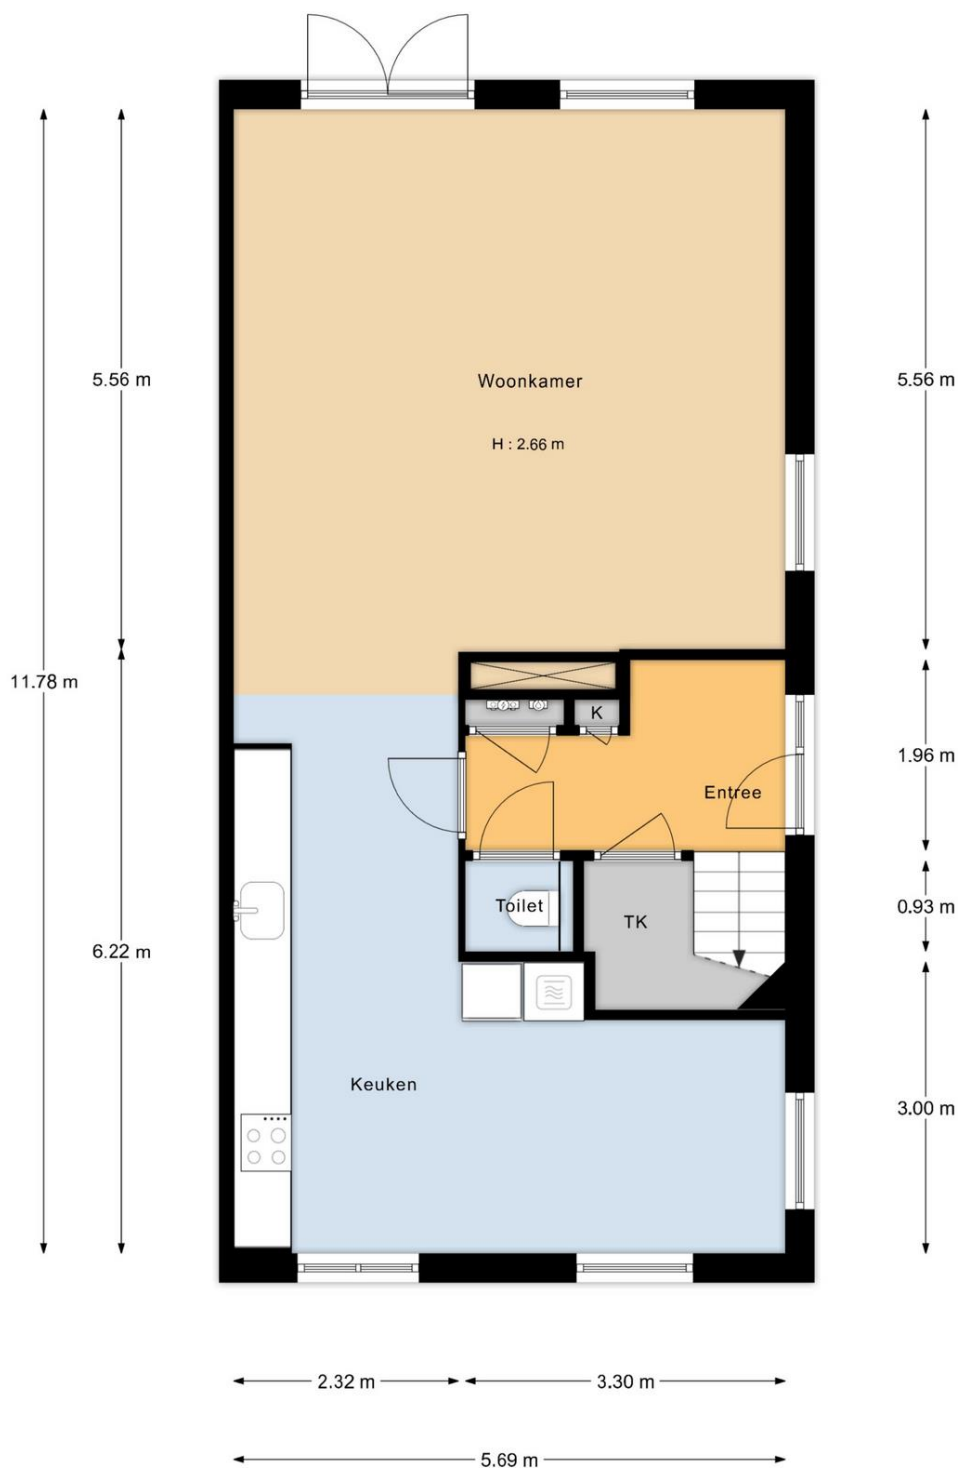 5.56 m
5.56 m
Woonkamer
H : 2.66 m
11.78 m
K
1.96 m
Entree
Toilet
0.93 m
TK
6.22 m
Keuken
3.00 m
2.32 m
3.30 m
5.69 m